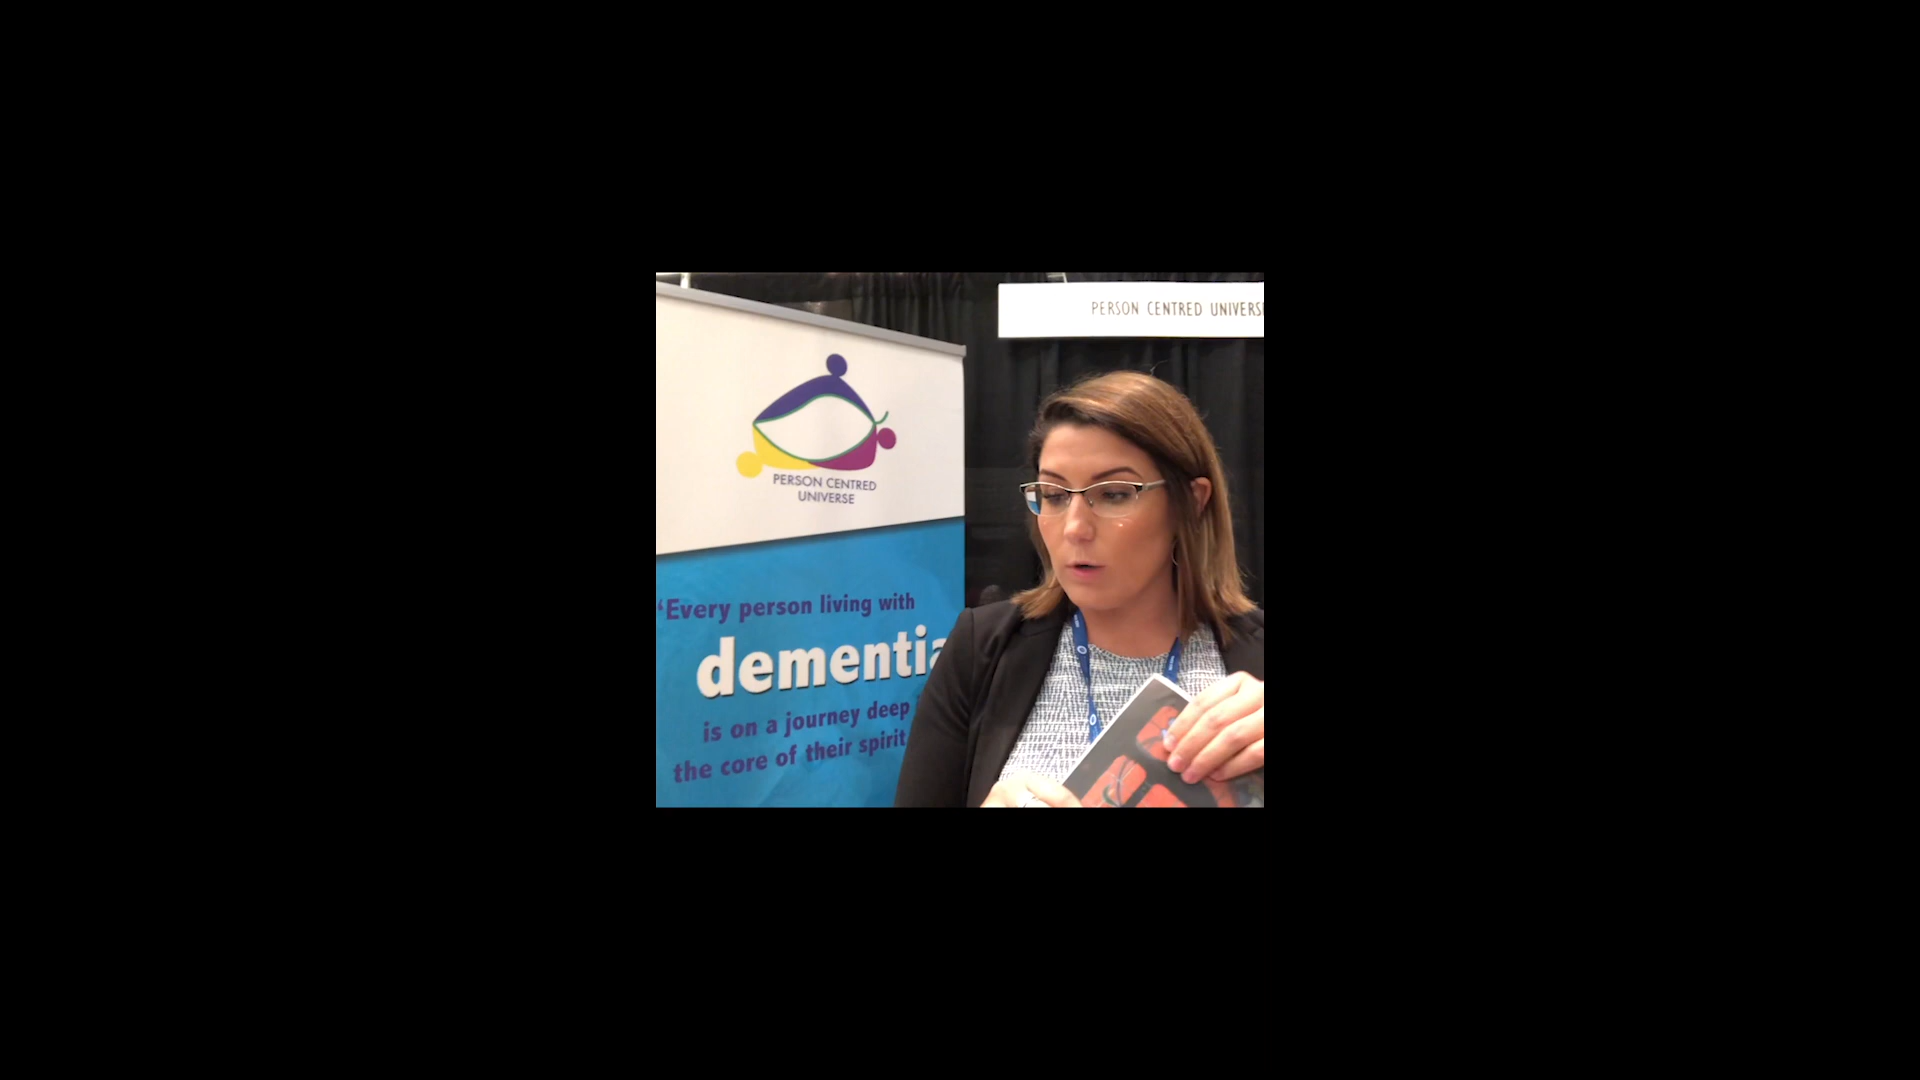 PERSON CENTRED UNIVERS
PERSON CENTRED
UNIVERSE
‘Every person living with
dementia
is on a journey deep
the core of their spirit